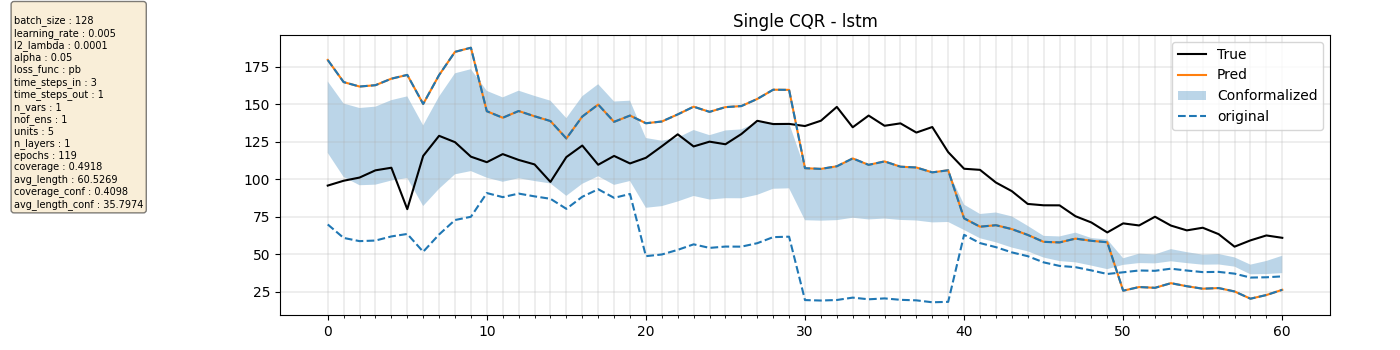 batch_size : 128
learning_rate : 0.005
l2_lambda : 0.0001
alpha : 0.05
loss_func : pb
time_steps_in : 3
time_steps_out : 1
n_vars : 1
nof_ens : 1
units : 5
n_layers : 1
epochs : 119
coverage : 0.4918
avg_length : 60.5269
coverage_conf : 0.4098
avg_length_conf : 35.7974
Single CQR - lstm
175
150
125
100
75
50
25
0 10 20 30 40 50 60
True
Pred
Conformalized
original